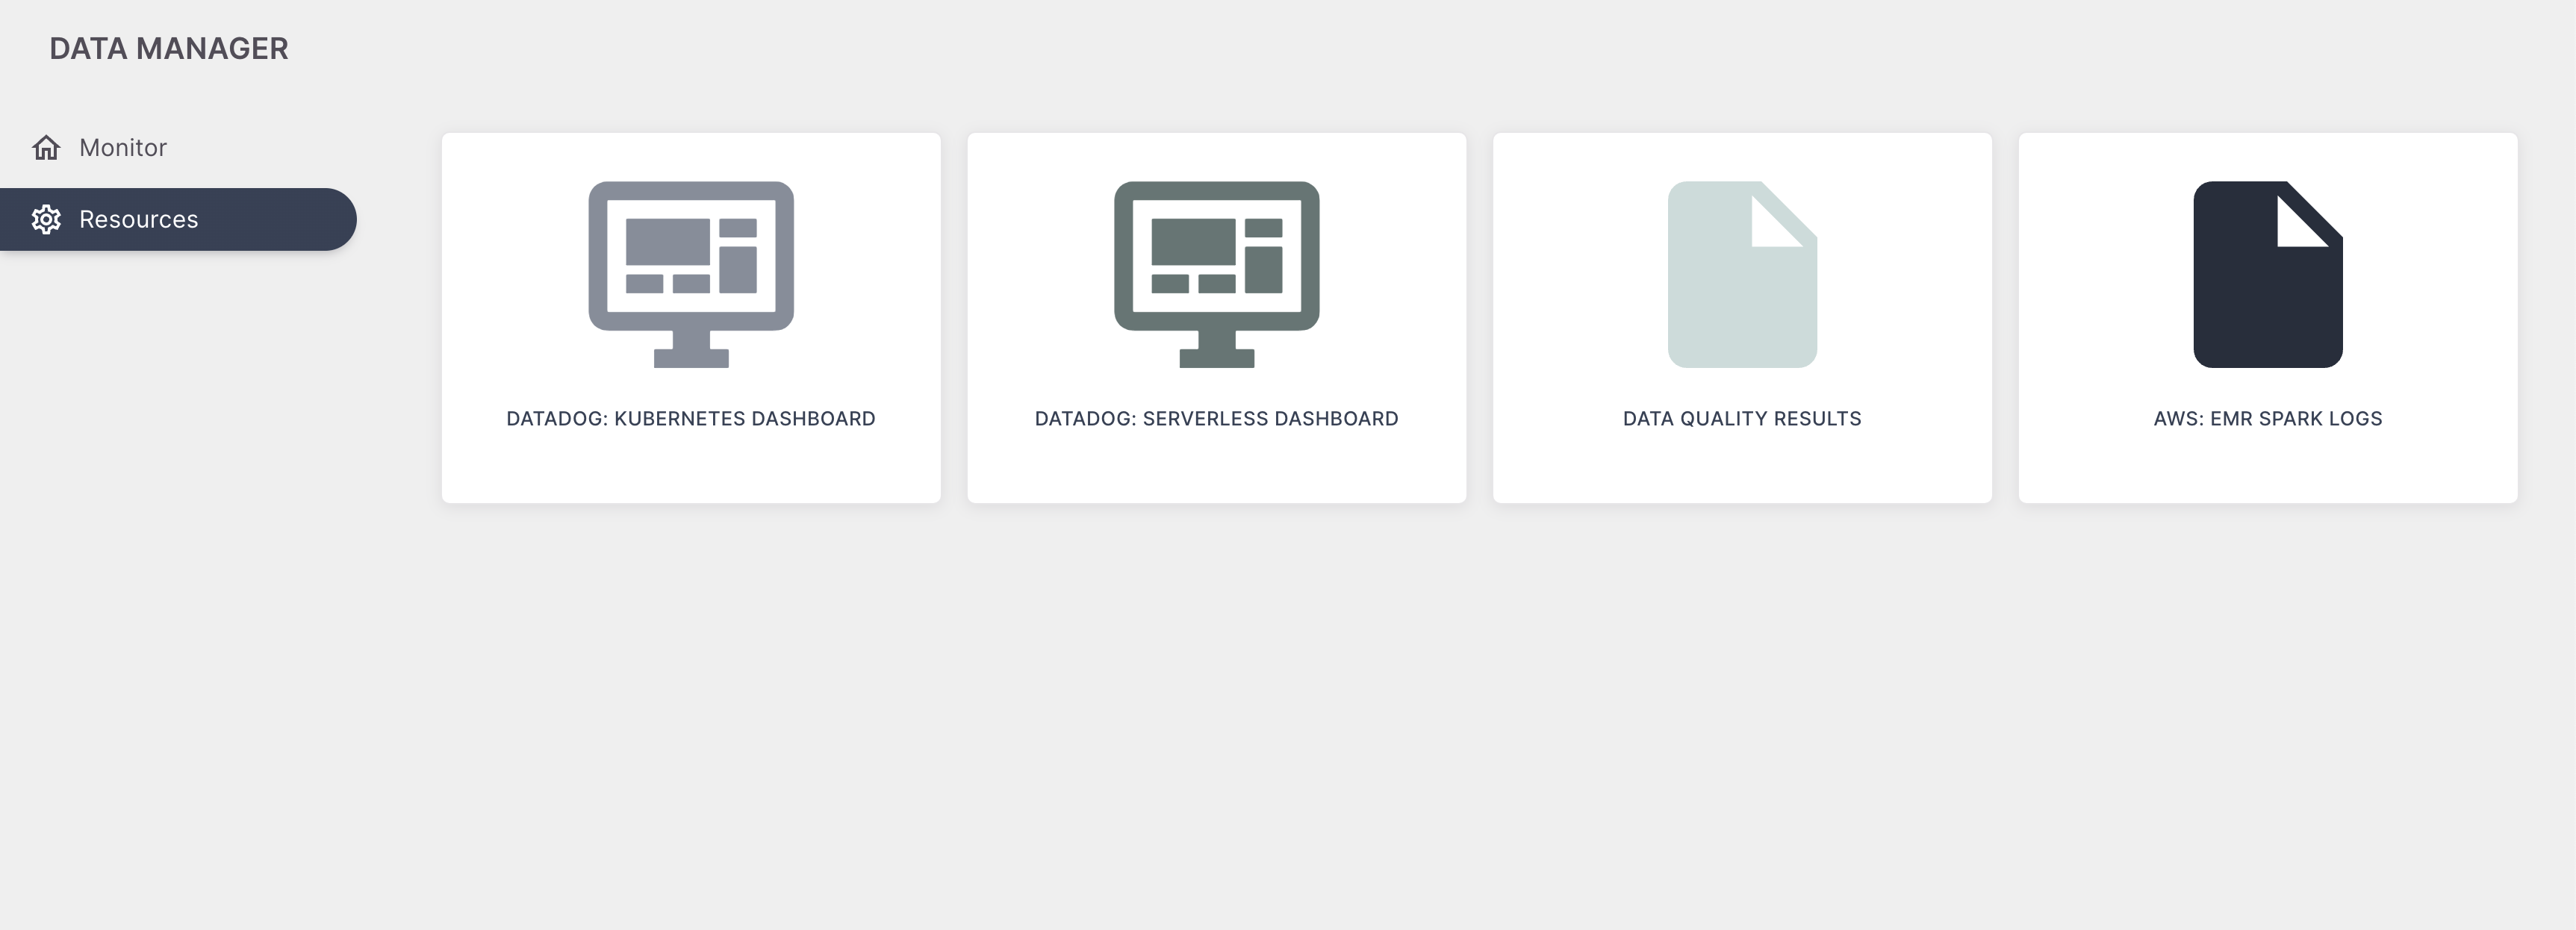 DATA MANAGER
Monitor
Resources
DATADOG: KUBERNETES DASHBOARD
DATADOG: SERVERLESS DASHBOARD
DATA QUALITY RESULTS
AWS: EMR SPARK LOGS